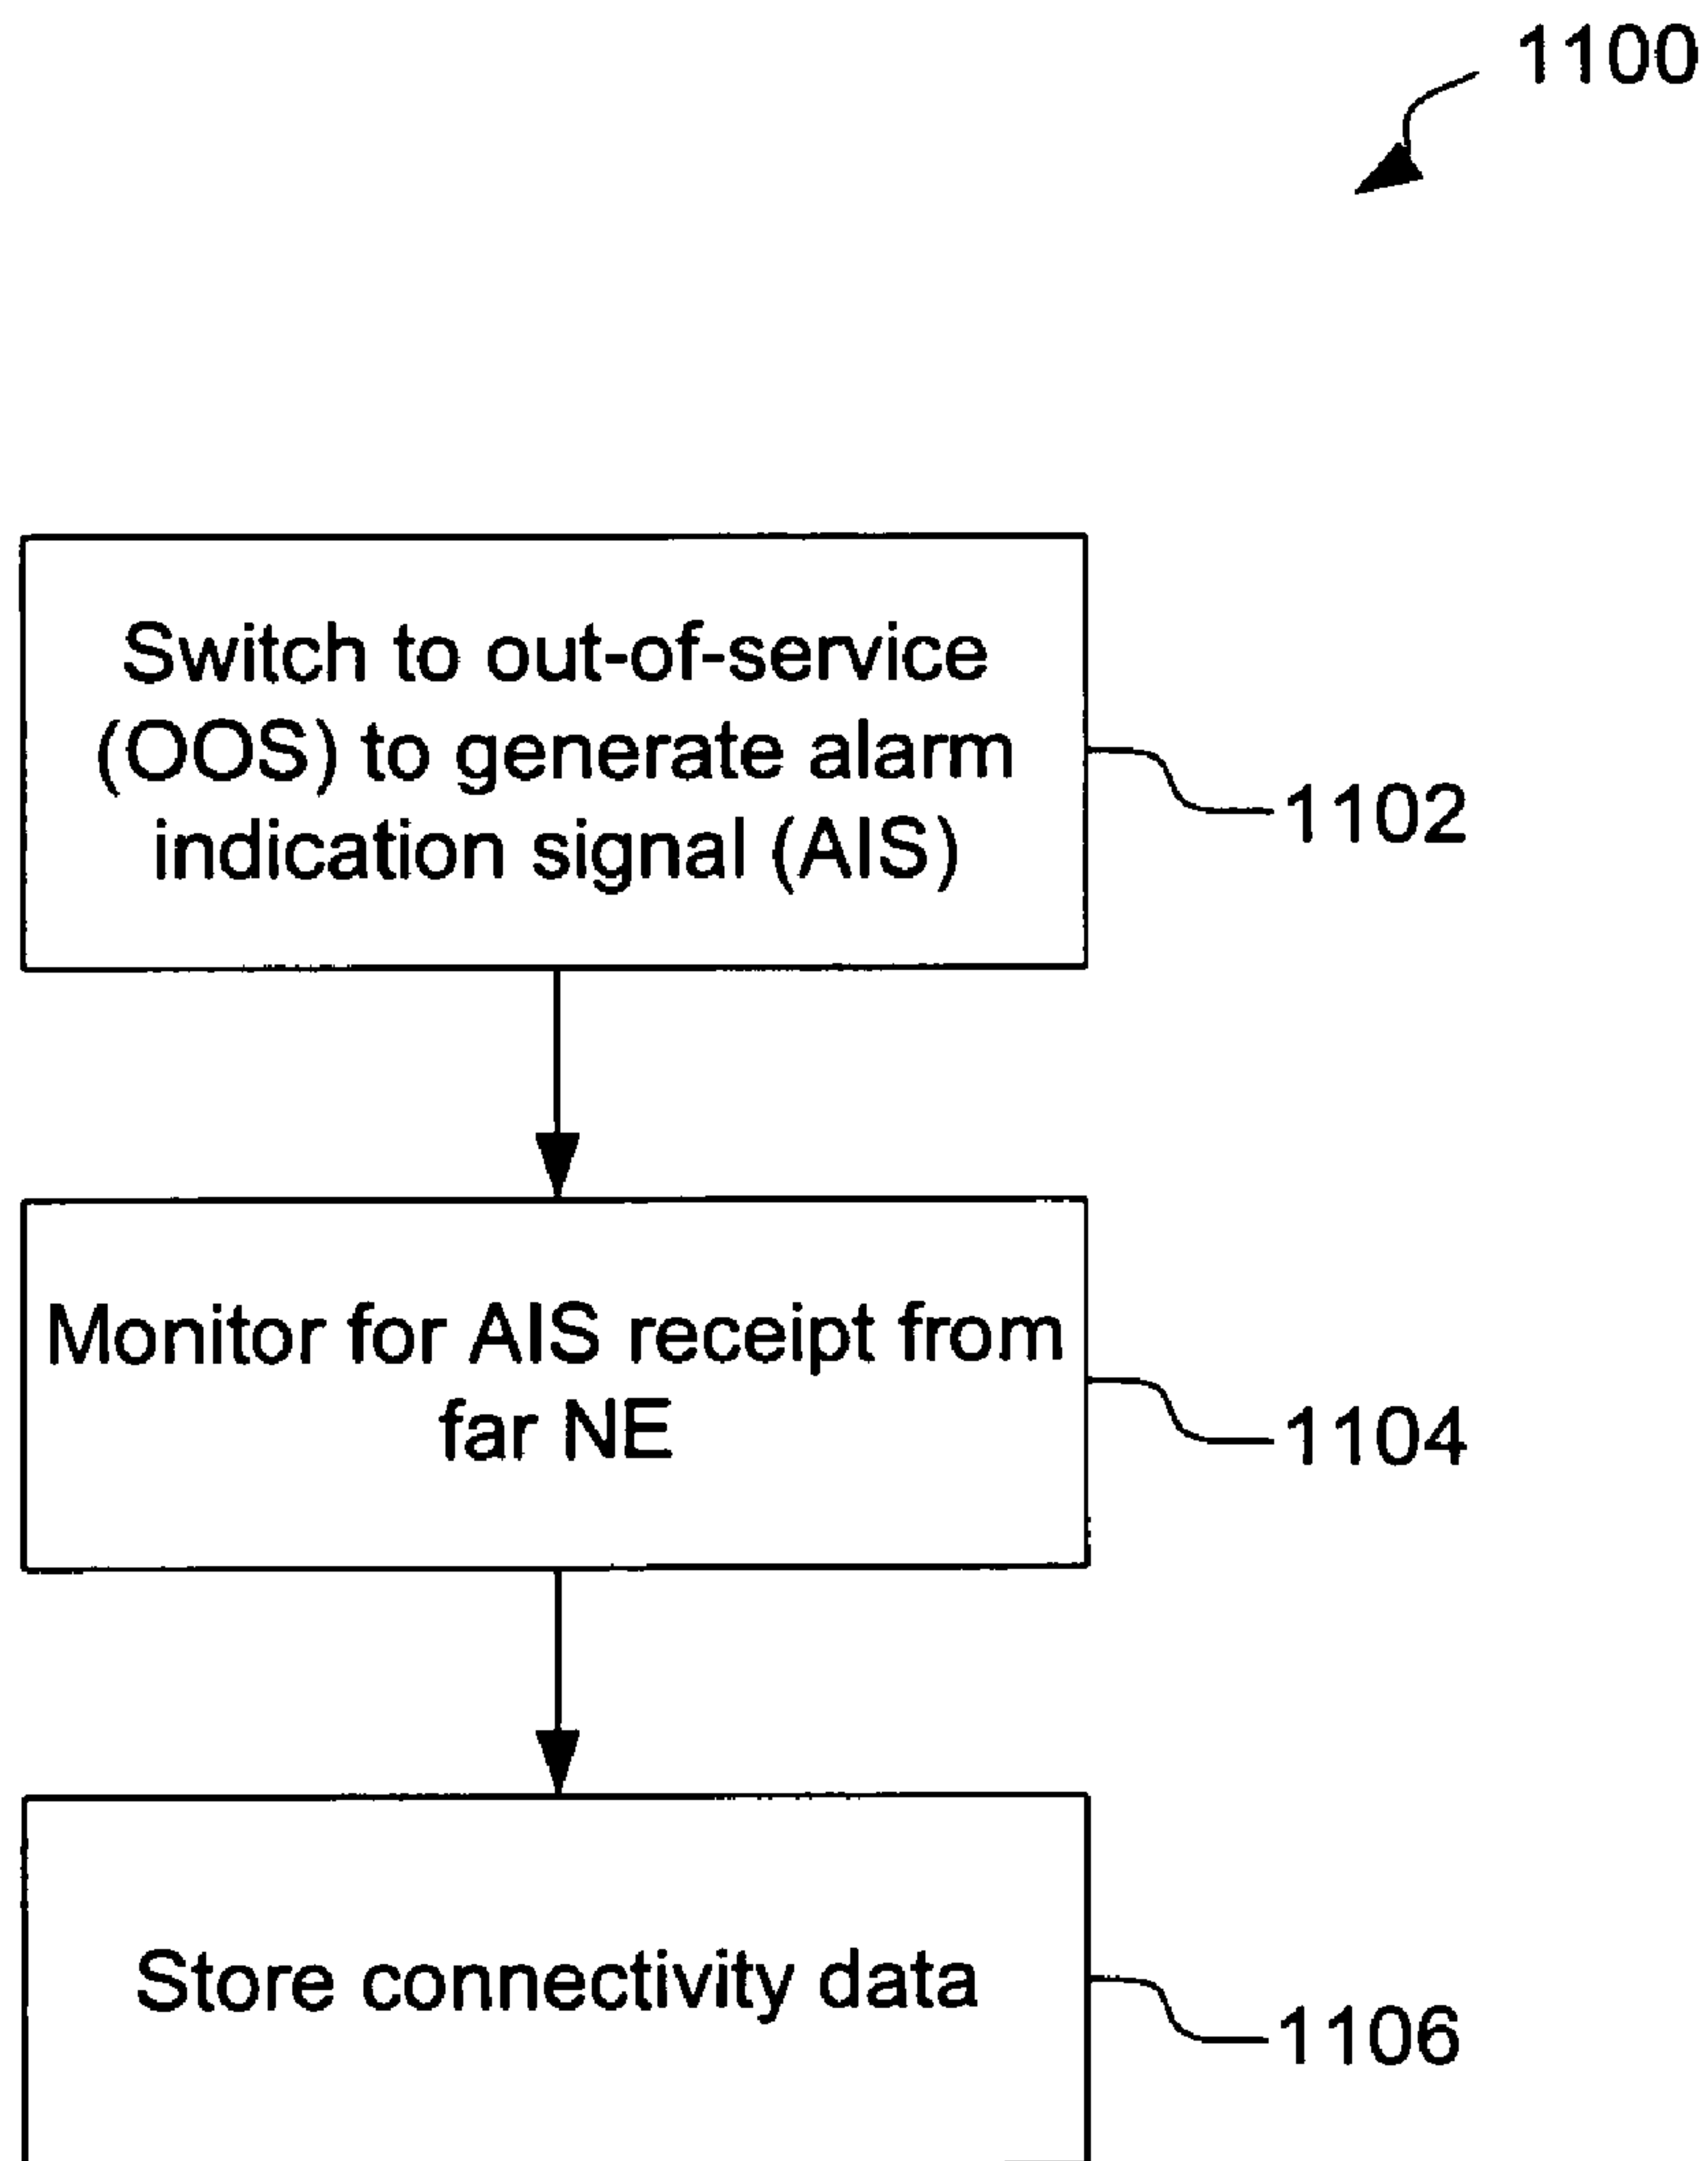 1100
Switch to out-of-service
(OOS) to generate alarm
indication signal (AIS)
1102
Monitor for AIS receipt from
far NE
1104
Store connectivity data
1106